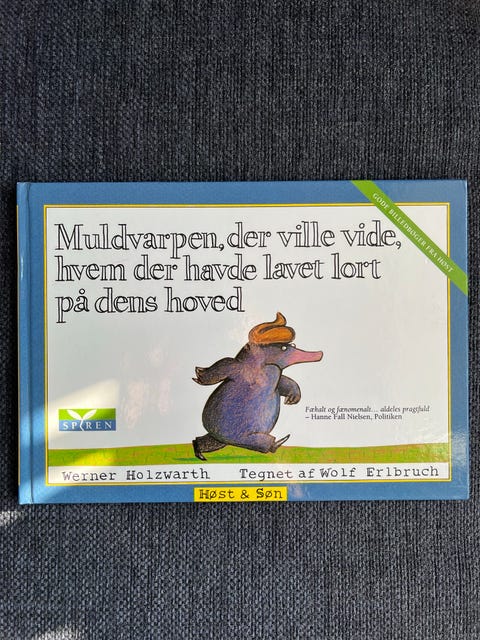 GODE BILLEDBØGER FRA HØST
Muldvarpen, der ville vide,
hvem der havde lavet lort
på dens hoved
Fækalt og fænomenalt... aldeles pragtfuld
– Hanne Fall Nielsen, Politiken
SPIREN
Werner Holzwarth Tegnet af Wolf Erlbruch
Høst & Søn